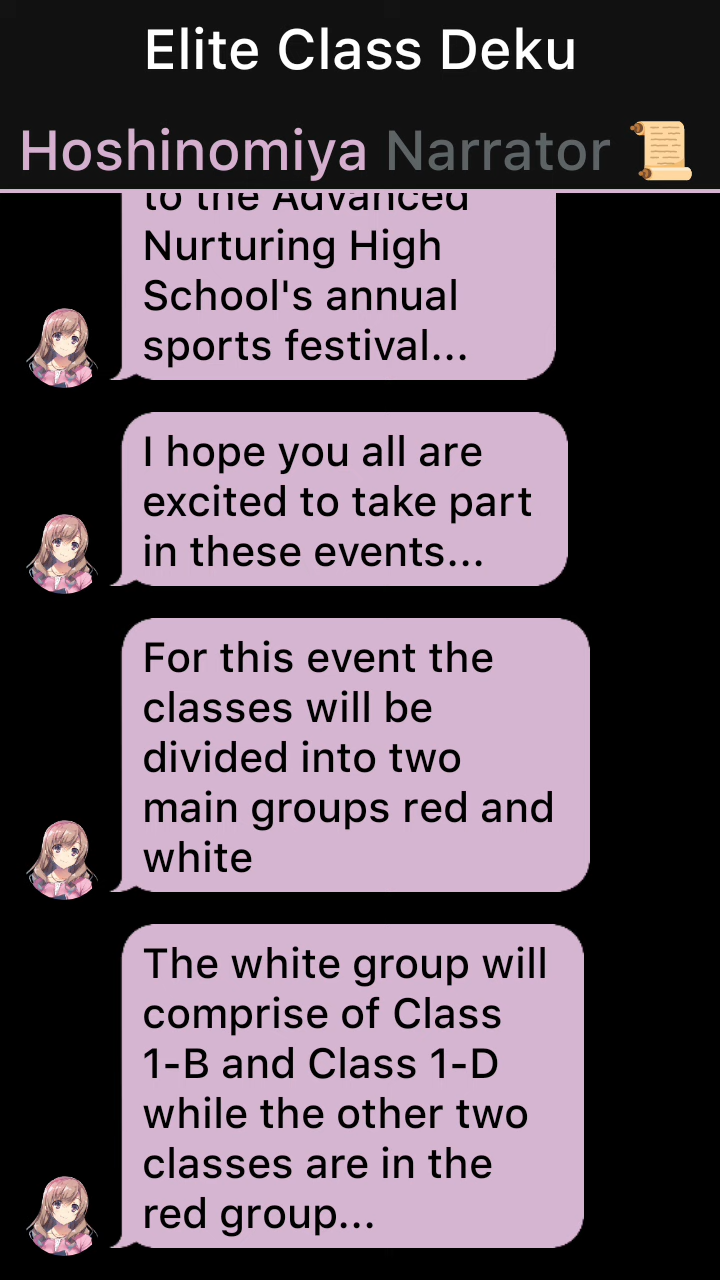 Elite Class Deku
Hoshinomiya Narrator
to the Advanced
Nurturing High
School's annual
sports festival...
I hope you all are
excited to take part
in these events...
For this event the
classes will be
divided into two
main groups red and
white
The white group will
comprise of Class
1-B and Class 1-D
while the other two
classes are in the
red group...